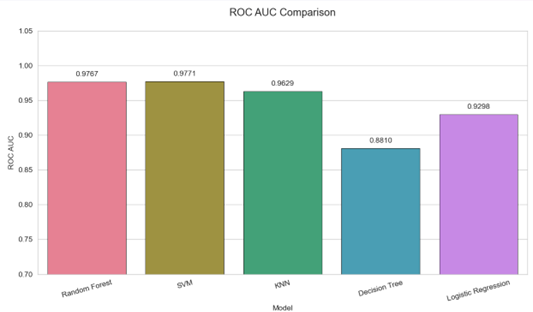 ROC AUC Comparison
1.05
1.00
0.95
0.90
0.85
0.80
0.75
0.70
ROC AUC
0.9767
0.9771
0.9629
0.8810
0.9298
Random Forest
SVM
KNN
Decision Tree
Logistic Regression
Model